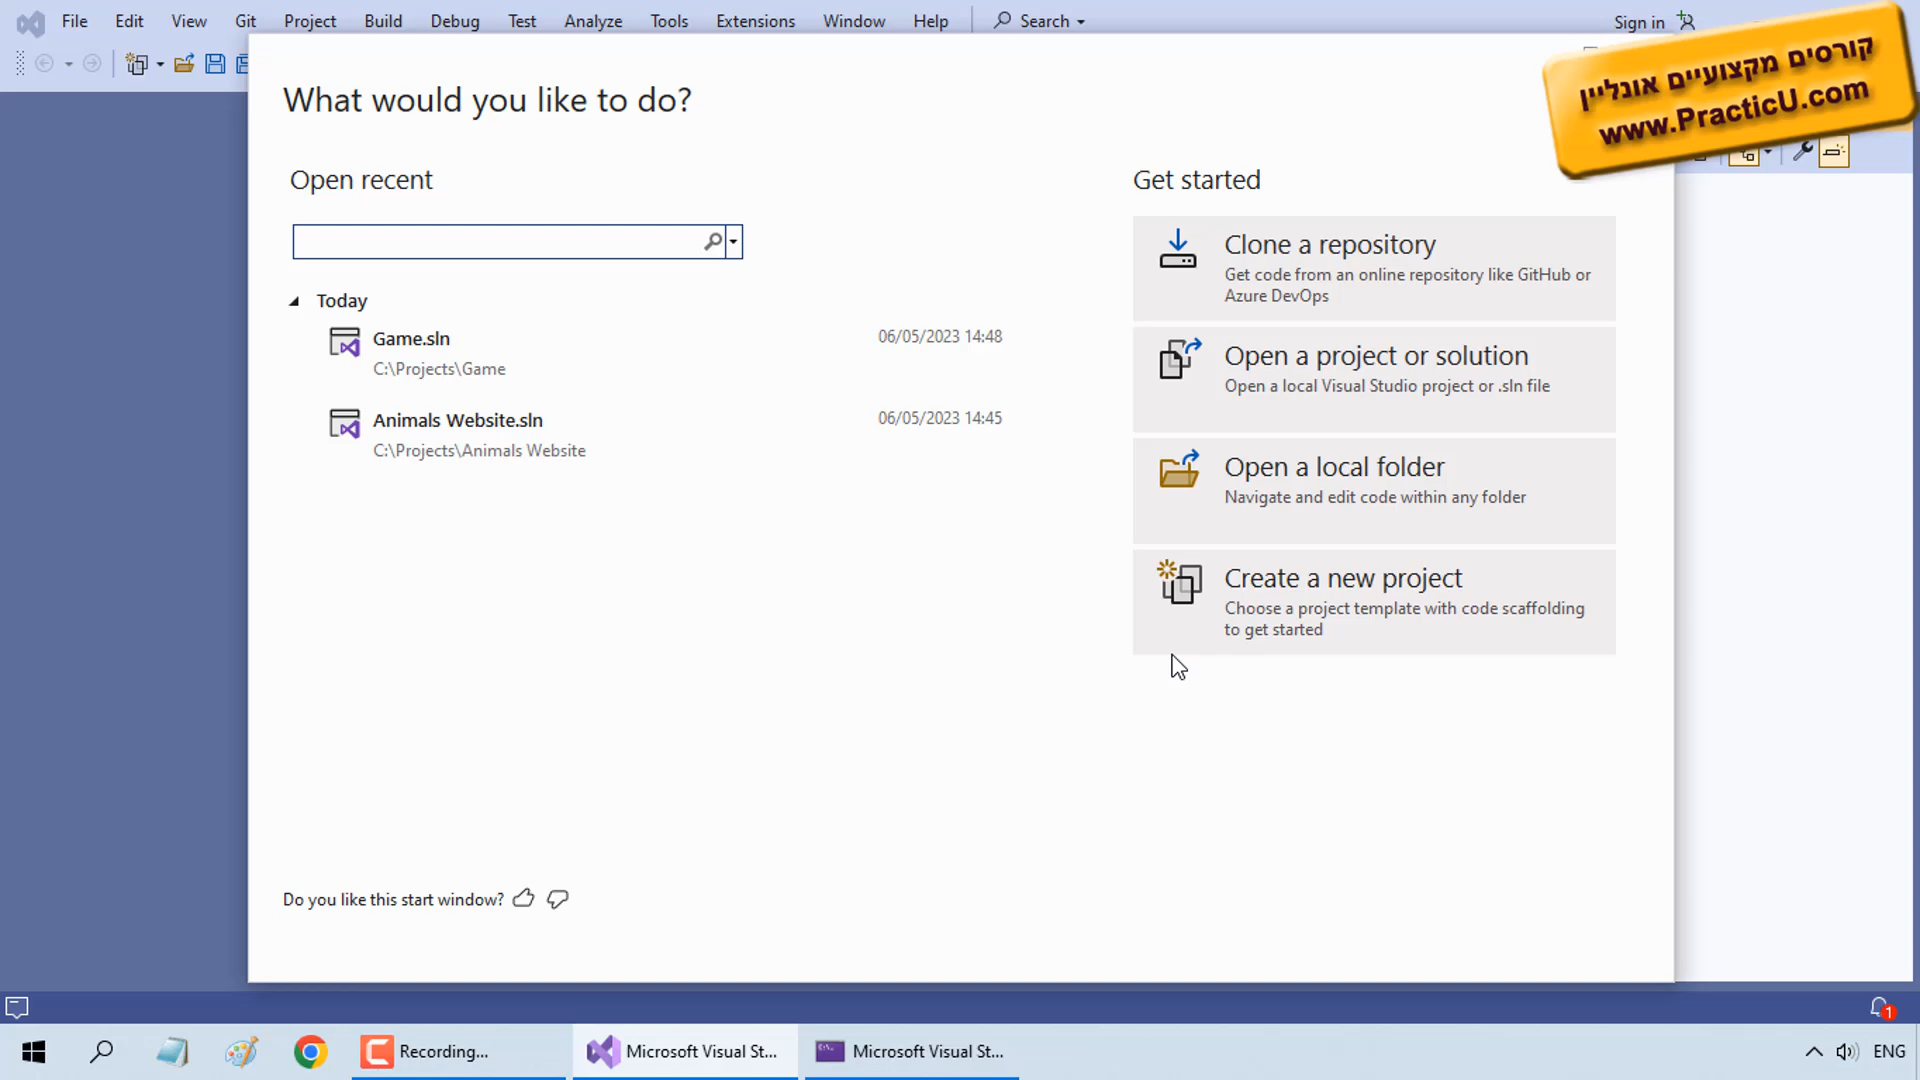 File Edit View Git Project Build Debug Test Analyze Tools Extensions Window Help Search Sign in
קורסים מקצועיים אונליין
www.PracticU.com
What would you like to do?
Open recent
Today
Game.sln 06/05/2023 14:48
C:\Projects\Game
Animals Website.sln 06/05/2023 14:45
C:\Projects\Animals Website
Get started
Clone a repository
Get code from an online repository like GitHub or
Azure DevOps
Open a project or solution
Open a local Visual Studio project or .sln file
Open a local folder
Navigate and edit code within any folder
Create a new project
Choose a project template with code scaffolding
to get started
Do you like this start window?
1
Recording... Microsoft Visual St... Microsoft Visual St... ENG